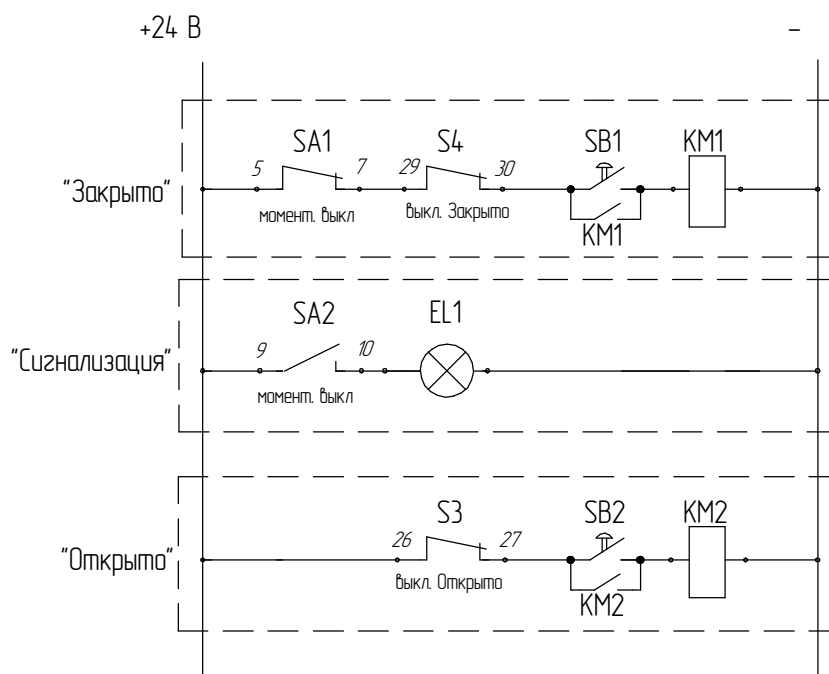 +24 В –
SA1 S4 SB1 KM1
5 7 29 30
"Закрыто"
момент. выкл выкл. Закрыто
KM1
SA2 EL1
9 10
"Сигнализация"
момент. выкл
S3 SB2 KM2
26 27
"Открыто"
выкл. Открыто
KM2